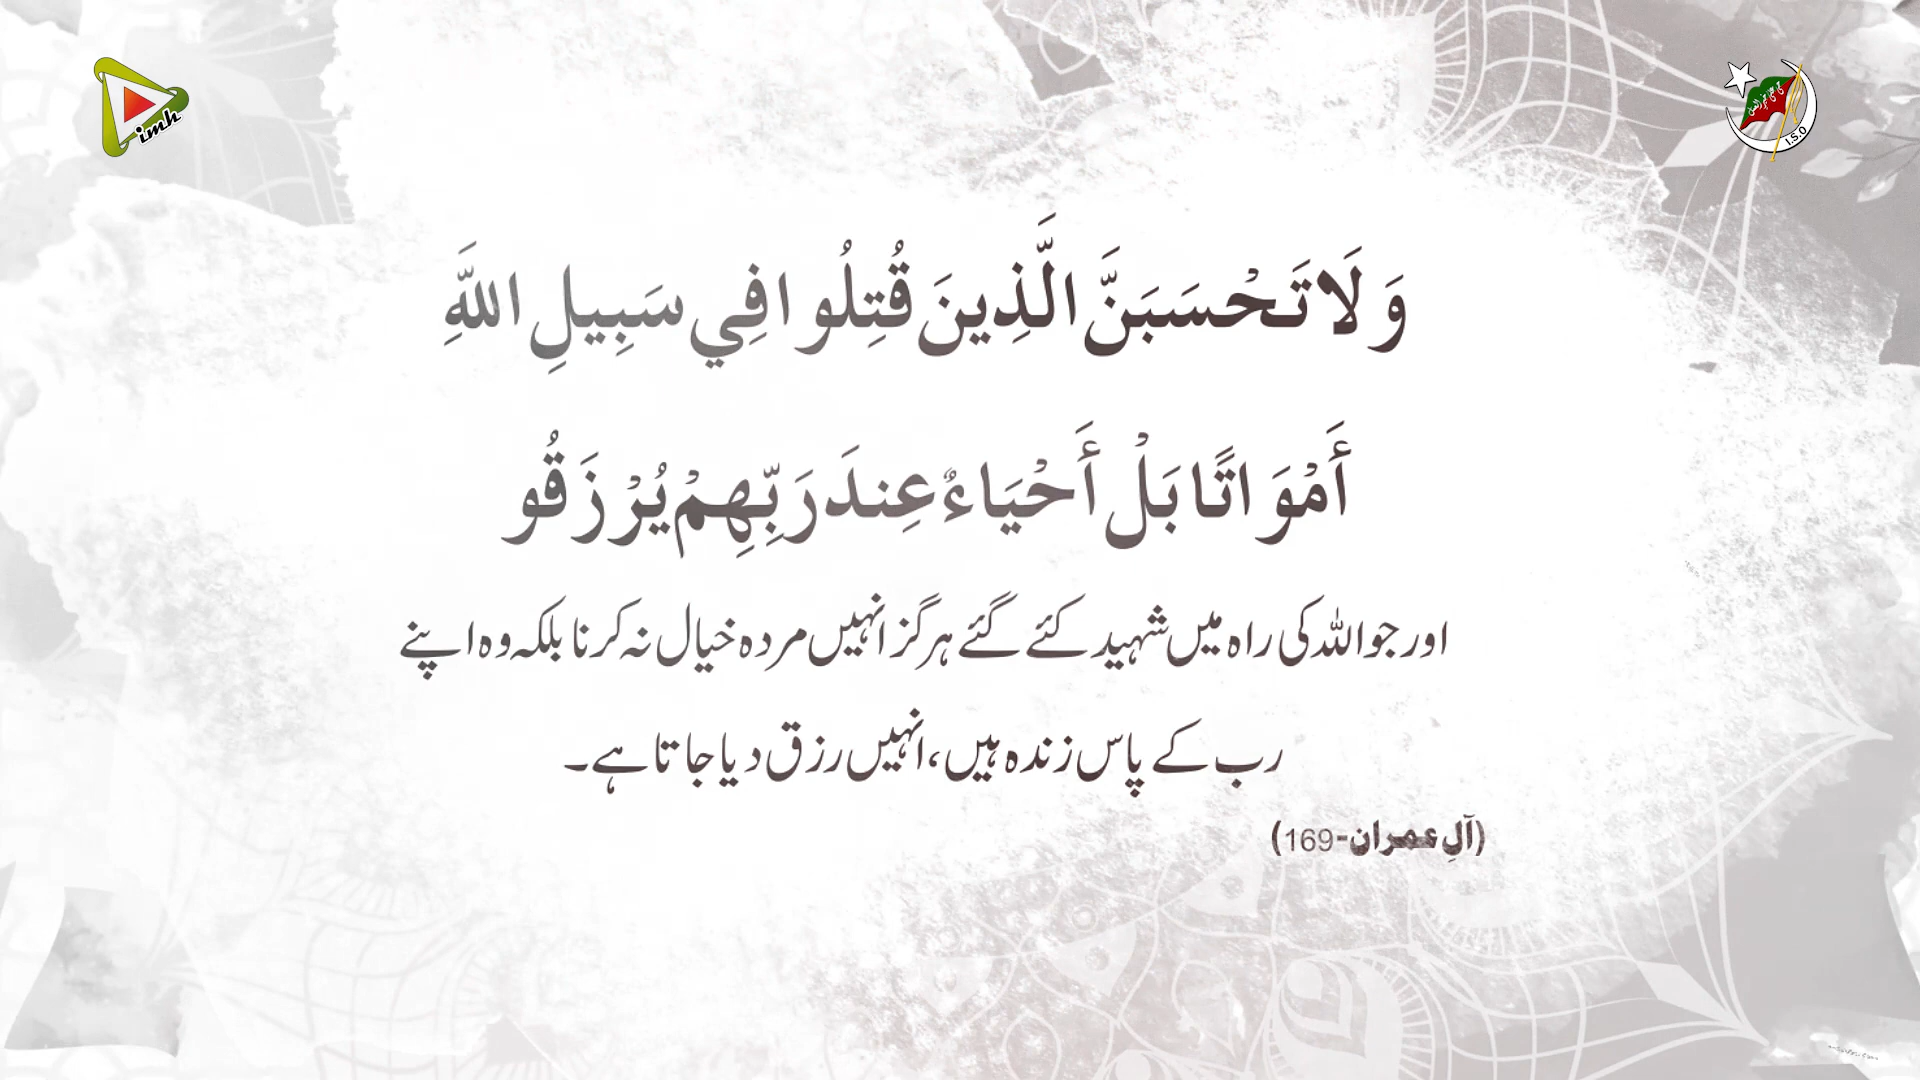 imh
I.S.O
وَلَا تَحْسَبَنَّ الَّذِينَ قُتِلُوا فِي سَبِيلِ اللَّهِ
أَمْوَاتًا بَلْ أَحْيَاءٌ عِندَ رَبِّهِمْ يُرْزَقُو
اور جو اللہ کی راہ میں شہید کئے گئے ہرگز انہیں مردہ خیال نہ کرنا بلکہ وہ اپنے
رب کے پاس زندہ ہیں، انہیں رزق دیا جاتا ہے۔
(آلِ عمران-169)